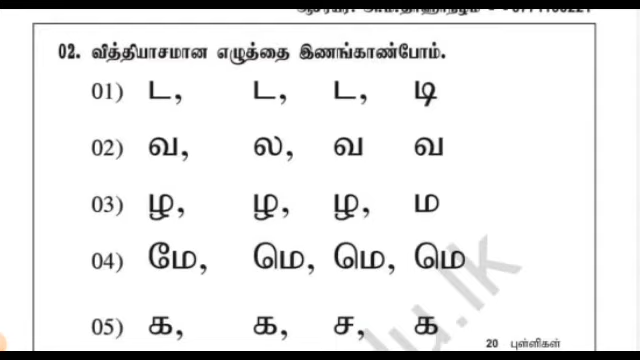 02. வித்தியாசமான எழுத்தை இணங்காண்போம்.
01) ட, ட, ட, டி
02) வ, ல, வ வ
03) ழ, ழ, ழ, ம
04) மே, மெ, மெ, மெ
05) க, க, ச, க
20 புள்ளிகள்